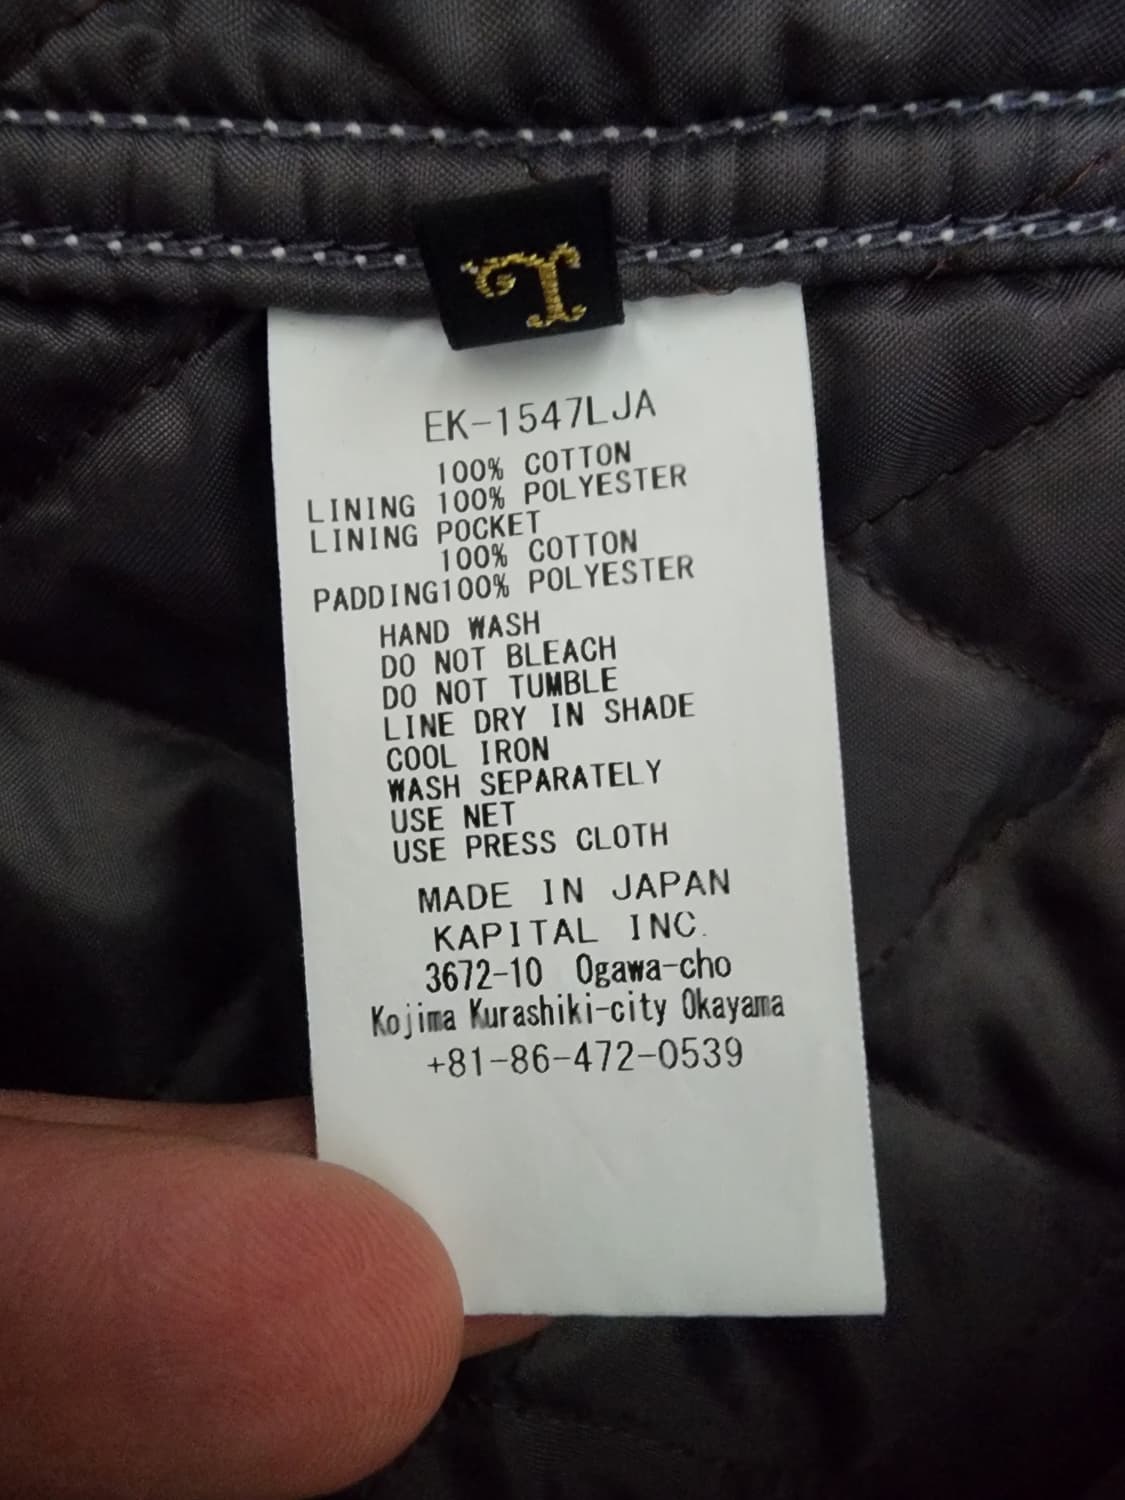 EK-1547LJA
100% COTTON
LINING 100% POLYESTER
LINING POCKET
100% COTTON
PADDING100% POLYESTER
HAND WASH
DO NOT BLEACH
DO NOT TUMBLE
LINE DRY IN SHADE
COOL IRON
WASH SEPARATELY
USE NET
USE PRESS CLOTH
MADE IN JAPAN
KAPITAL INC.
3672-10 Ogawa-cho
Kojima Kurashiki-city Okayama
+81-86-472-0539